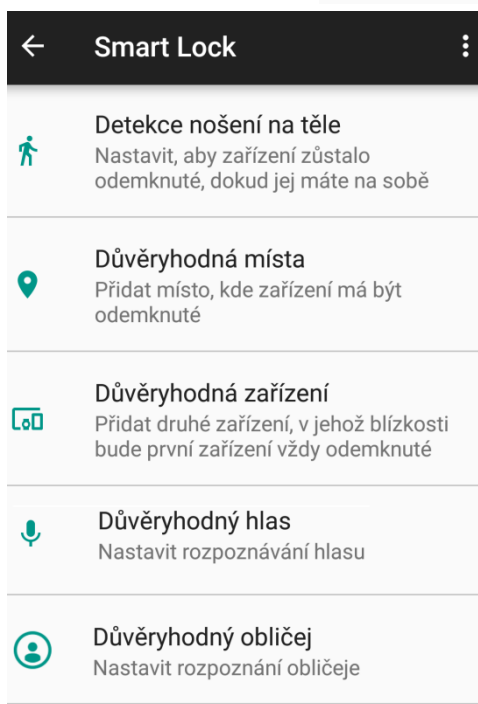 Smart Lock
Detekce nošení na těle
Nastavit, aby zařízení zůstalo
odemknuté, dokud jej máte na sobě
Důvěryhodná místa
Přidat místo, kde zařízení má být
odemknuté
Důvěryhodná zařízení
Přidat druhé zařízení, v jehož blízkosti
bude první zařízení vždy odemknuté
Důvěryhodný hlas
Nastavit rozpoznávání hlasu
Důvěryhodný obličej
Nastavit rozpoznání obličeje